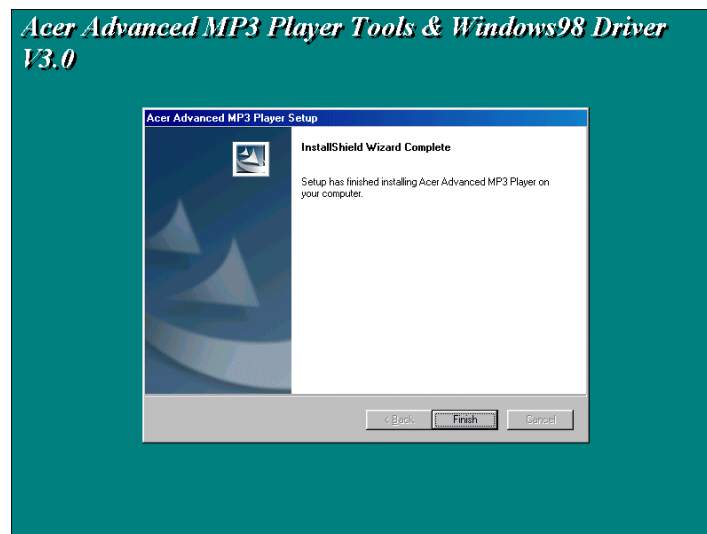 Acer Advanced MP3 Player Tools & Windows98 Driver
V3.0
Acer Advanced MP3 Player Setup
InstallShield Wizard Complete
Setup has finished installing Acer Advanced MP3 Player on
your computer.
< Back
Finish
Cancel